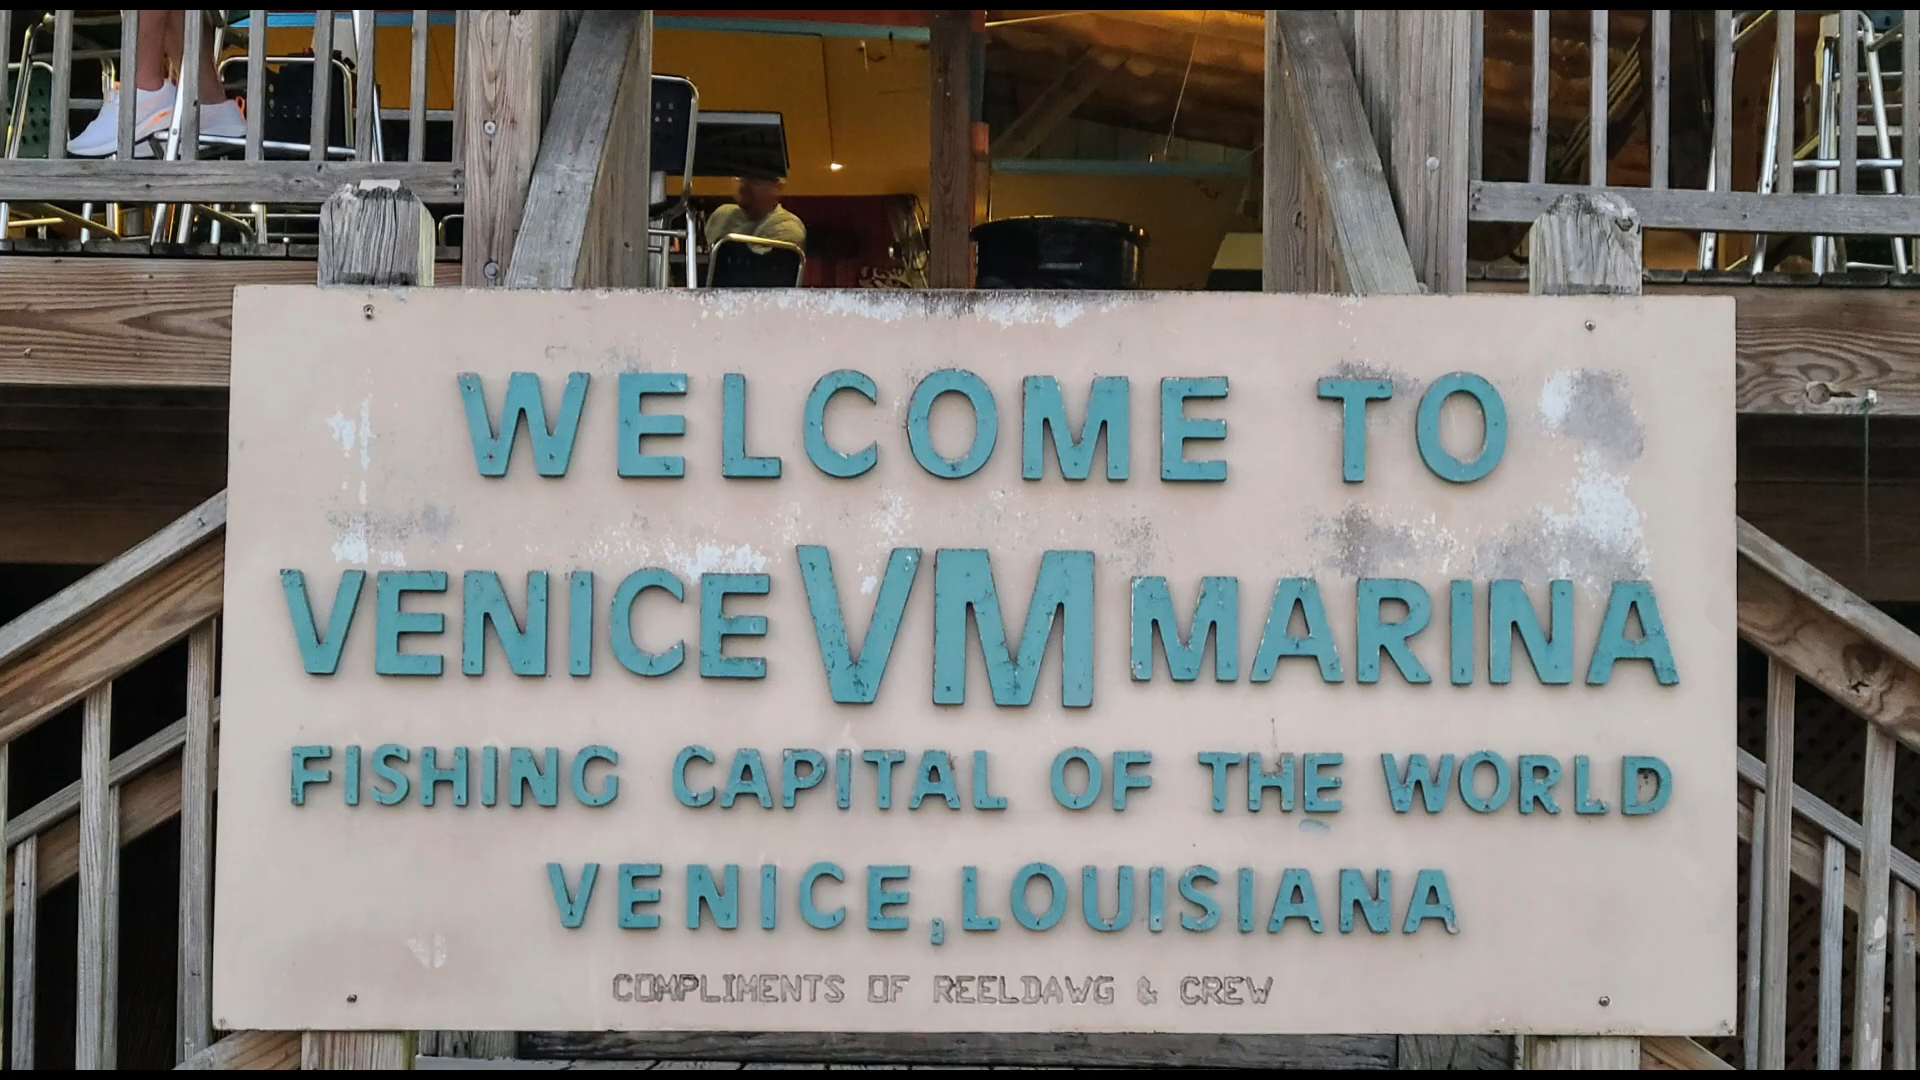 WELCOME TO
VENICE VM MARINA
FISHING CAPITAL OF THE WORLD
VENICE, LOUISIANA
COMPLIMENTS OF REELDAWG & CREW